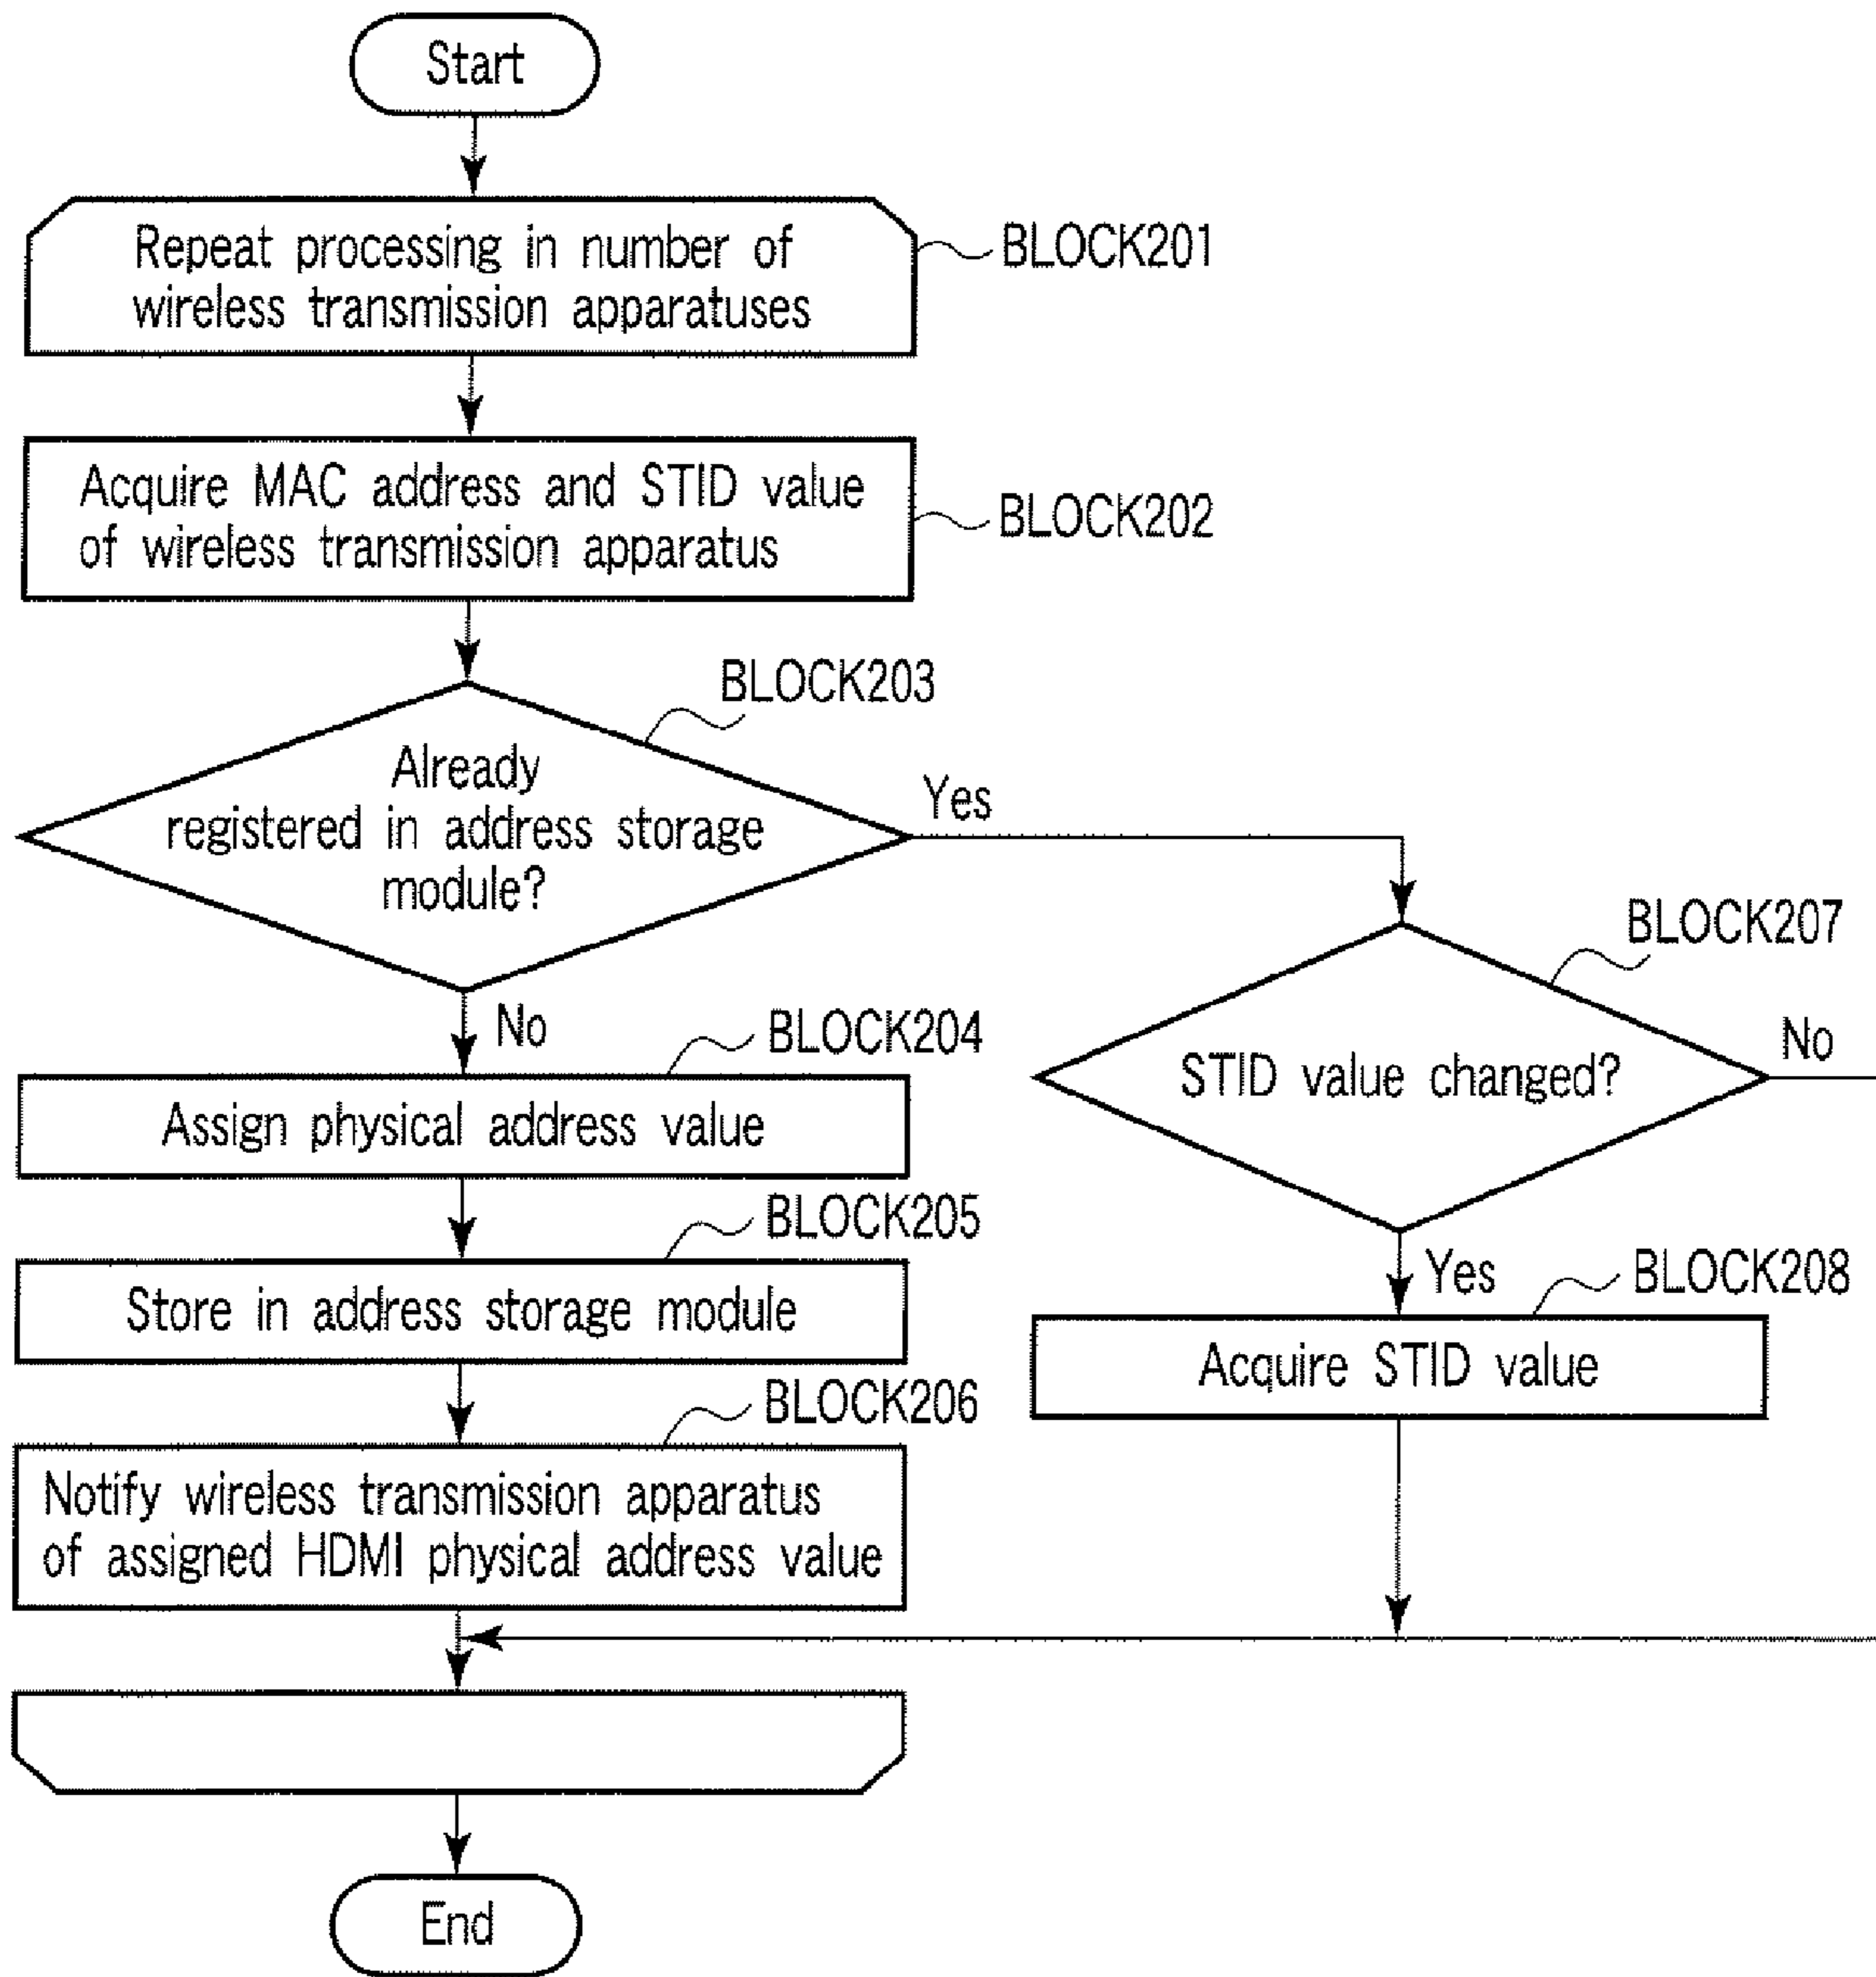 Start
Repeat processing in number of
wireless transmission apparatuses
BLOCK201
Acquire MAC address and STID value
of wireless transmission apparatus
BLOCK202
BLOCK203
Already
registered in address storage
module?
Yes
No
BLOCK207
STID value changed?
No
BLOCK204
Assign physical address value
BLOCK205
Store in address storage module
Yes
BLOCK208
Acquire STID value
BLOCK206
Notify wireless transmission apparatus
of assigned HDMI physical address value
End